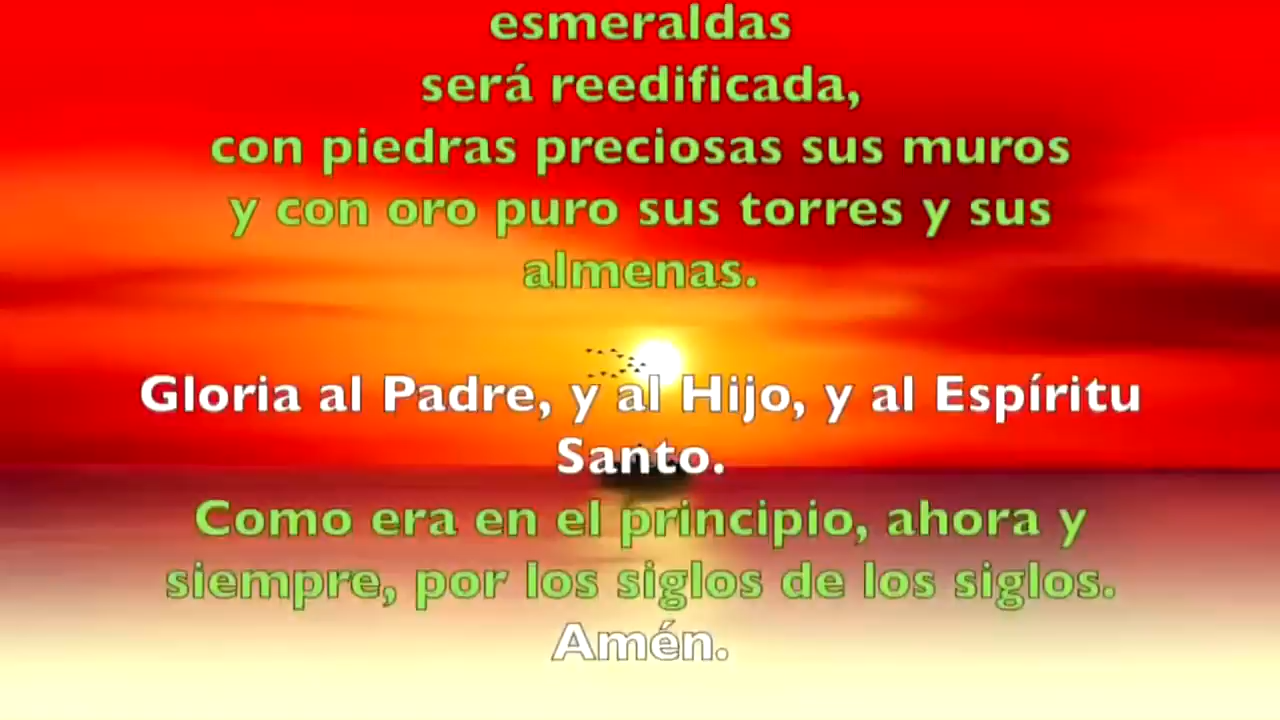 esmeraldas
será reedificada,
con piedras preciosas sus muros
y con oro puro sus torres y sus
almenas.
Gloria al Padre, y al Hijo, y al Espíritu
Santo.
Como era en el principio, ahora y
siempre, por los siglos de los siglos.
Amén.